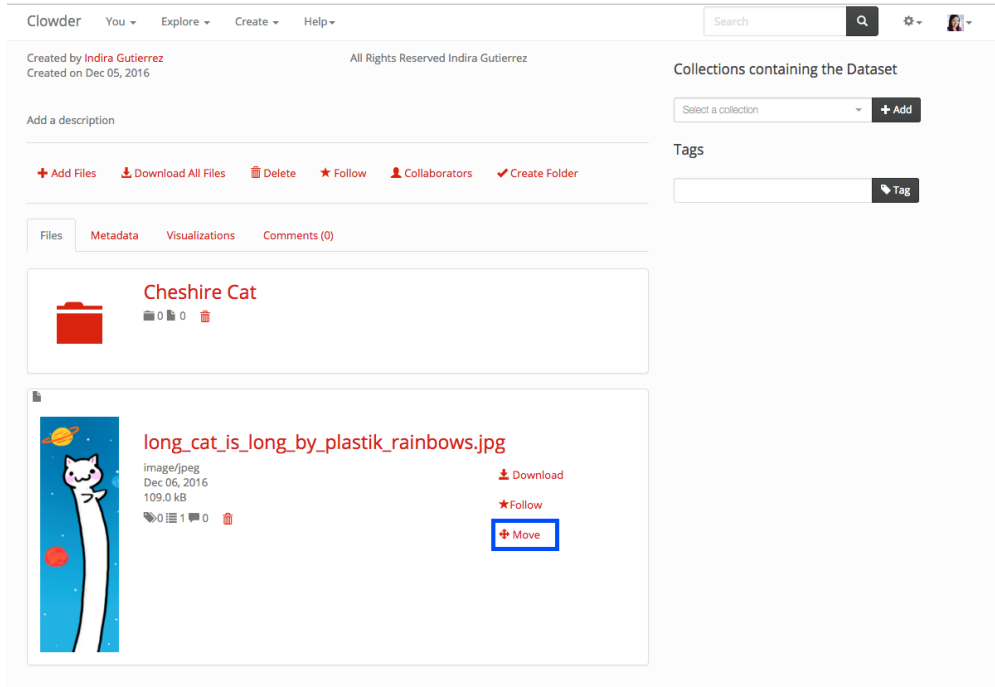 Clowder You Explore Create Help Search
Created by Indira Gutierrez All Rights Reserved Indira Gutierrez
Created on Dec 05, 2016
Add a description
Add Files Download All Files Delete Follow Collaborators Create Folder
Files Metadata Visualizations Comments (0)
Cheshire Cat
0 0
long_cat_is_long_by_plastik_rainbows.jpg
image/jpeg
Dec 06, 2016
109.0 kB
0 1 0
Download
Follow
Move
Collections containing the Dataset
Select a collection Add
Tags
Tag